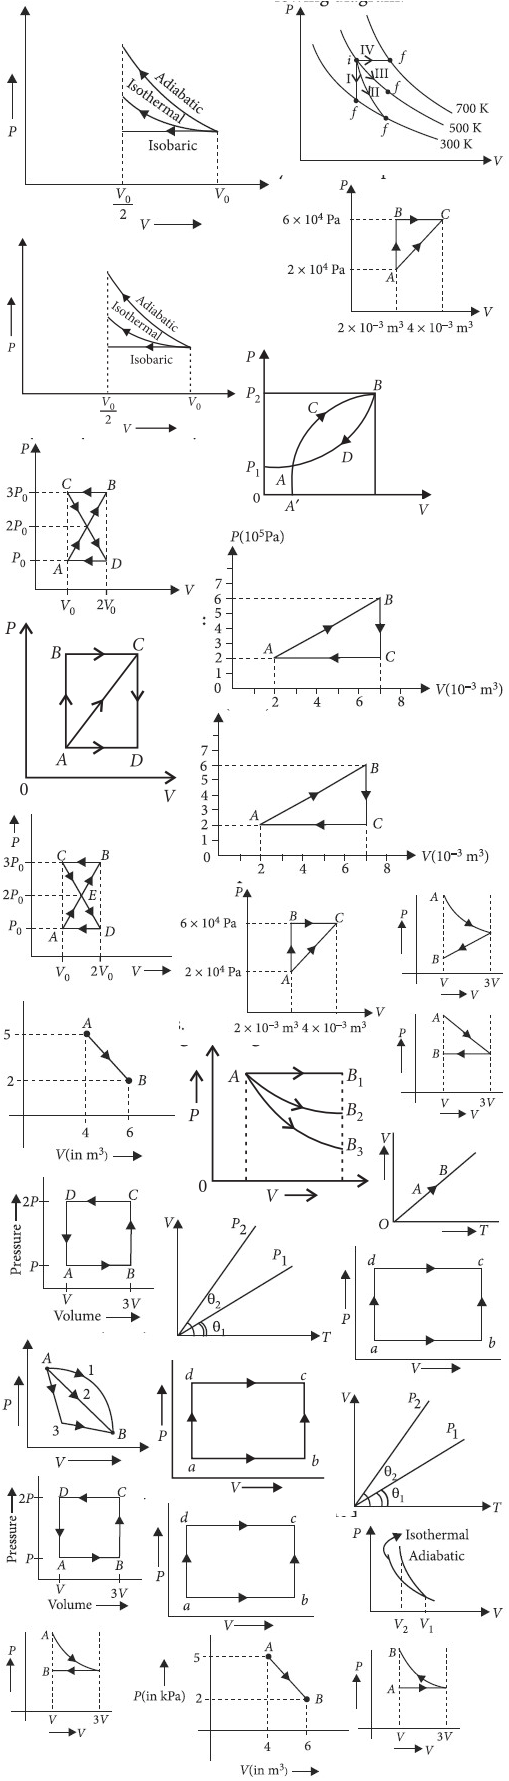 P
Adiabatic
Isothermal
Isobaric
V₀/2
V₀
V
P
IV
i
f
I
III
f
II
f
f
700 K
500 K
300 K
V
P
6 × 10⁴ Pa
B
C
2 × 10⁴ Pa
A
V
2 × 10⁻³ m³ 4 × 10⁻³ m³
P
Adiabatic
Isothermal
Isobaric
V₀/2
V₀
V
P
P₂
B
C
D
P₁
A
0
A′
V
P
3P₀
C
B
2P₀
P₀
A
D
V
V₀
2V₀
P(10⁵Pa)
7
6
5
4
3
2
1
0
A
B
C
2 4 6 8
V(10⁻³ m³)
P
B
C
A
D
0
V
7
6
5
4
3
2
1
0
A
B
C
2 4 6 8
V(10⁻³ m³)
P
3P₀
C
B
2P₀
E
P₀
A
D
V₀
2V₀
V
P
6 × 10⁴ Pa
B
C
2 × 10⁴ Pa
A
V
2 × 10⁻³ m³ 4 × 10⁻³ m³
P
A
B
V
3V
V
5
A
2
B
4
6
V(in m³)
P
A
B₁
B₂
B₃
0
V
P
A
B
V
3V
V
V
A
B
O
T
Pressure
2P
D
C
P
A
B
V
3V
Volume
V
P₂
P₁
θ₂
θ₁
T
P
d
c
a
b
V
P
A
1
2
3
B
V
P
d
c
a
b
V
V
P₂
P₁
θ₂
θ₁
T
Pressure
2P
D
C
P
A
B
V
3V
Volume
P
d
c
a
b
V
P
Isothermal
Adiabatic
V₂
V₁
V
P
A
B
V
3V
V
P(in kPa)
5
A
2
B
4
6
V(in m³)
P
B
A
V
3V
V